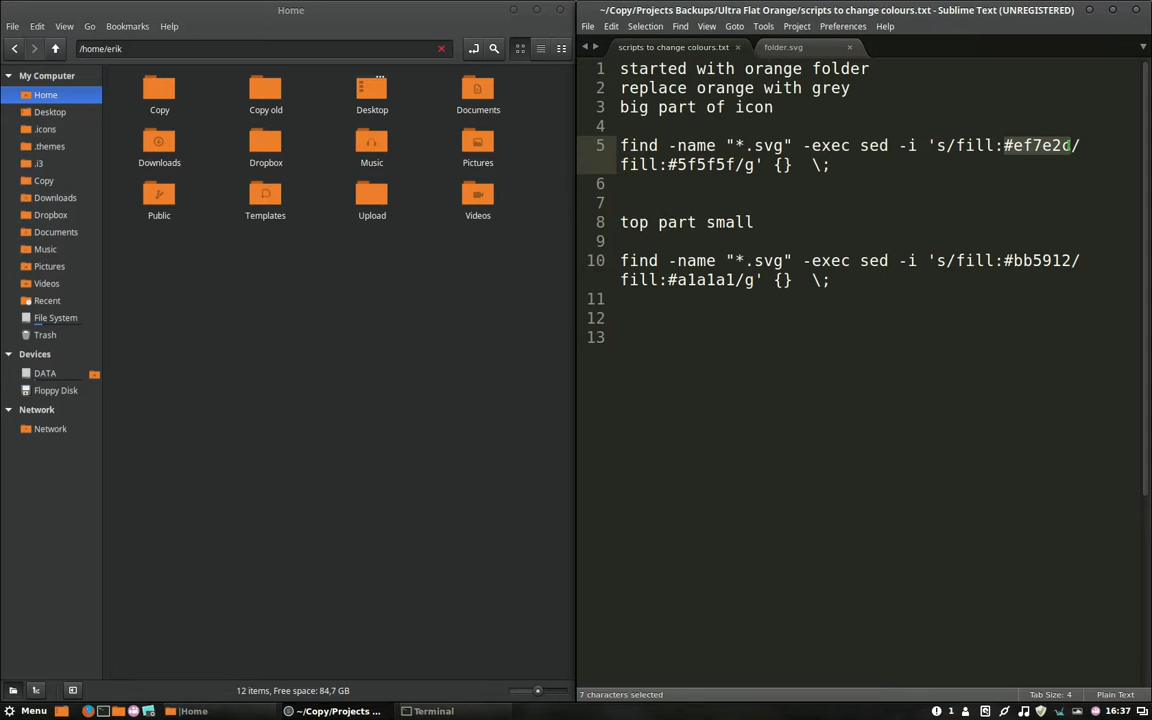 Home
File Edit View Go Bookmarks Help
/home/erik
My Computer
Home
Desktop
.icons
.themes
.i3
Copy
Downloads
Dropbox
Documents
Music
Pictures
Videos
Recent
File System
Trash
Devices
DATA
Floppy Disk
Network
Network
Copy Copy old Desktop Documents
Downloads Dropbox Music Pictures
Public Templates Upload Videos
12 items, Free space: 84,7 GB
~/Copy/Projects Backups/Ultra Flat Orange/scripts to change colours.txt - Sublime Text (UNREGISTERED)
File Edit Selection Find View Goto Tools Project Preferences Help
scripts to change colours.txt folder.svg
1 started with orange folder
2 replace orange with grey
3 big part of icon
4
5 find -name "*.svg" -exec sed -i 's/fill:#ef7e2d/
fill:#5f5f5f/g' {}  \;
6
7
8 top part small
9
10 find -name "*.svg" -exec sed -i 's/fill:#bb5912/
fill:#a1a1a1/g' {}  \;
11
12
13
7 characters selected Tab Size: 4 Plain Text
Menu |Home ~/Copy/Projects ... Terminal 1 16:37